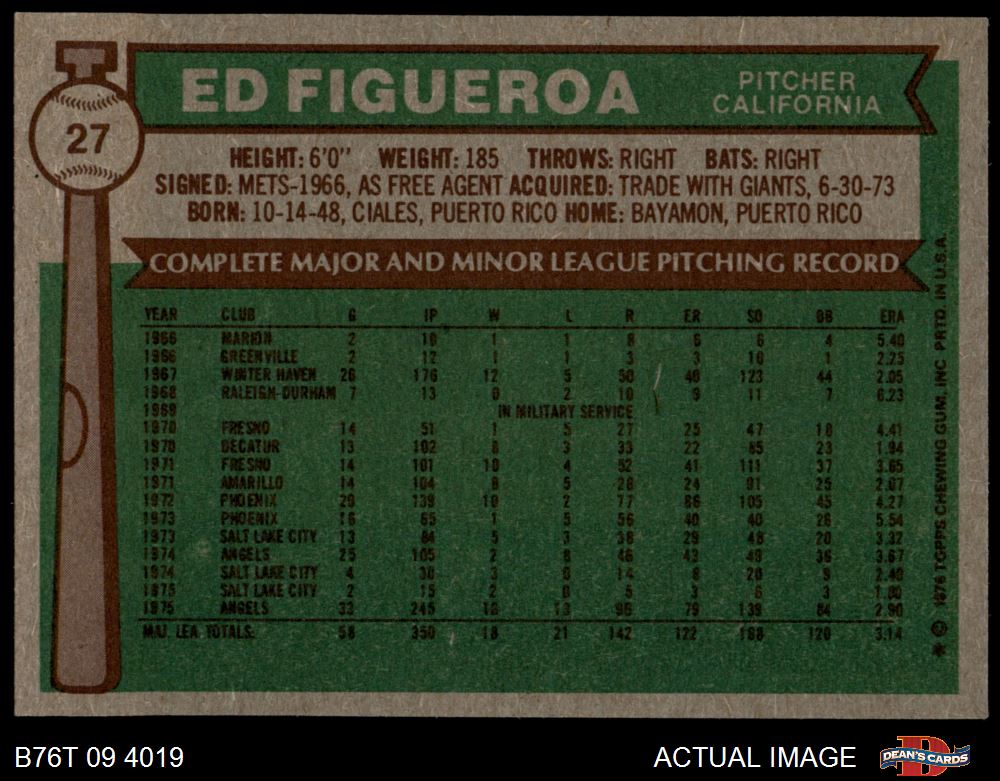 27
ED FIGUEROA
PITCHER
CALIFORNIA
HEIGHT: 6'0" WEIGHT: 185 THROWS: RIGHT BATS: RIGHT
SIGNED: METS-1966, AS FREE AGENT ACQUIRED: TRADE WITH GIANTS, 6-30-73
BORN: 10-14-48, CIALES, PUERTO RICO HOME: BAYAMON, PUERTO RICO
COMPLETE MAJOR AND MINOR LEAGUE PITCHING RECORD
YEAR CLUB G IP W L R ER SO BB ERA
1966 MARION 2 10 1 1 8 6 6 4 5.40
1966 GREENVILLE 2 12 1 1 3 3 10 1 2.25
1967 WINTER HAVEN 26 176 12 5 50 40 123 44 2.05
1968 RALEIGH-DURHAM 7 13 0 2 10 9 11 7 6.23
1969 IN MILITARY SERVICE
1970 FRESNO 14 51 1 5 27 25 47 18 4.41
1970 DECATUR 13 102 8 3 33 22 85 23 1.94
1971 FRESNO 14 101 10 4 52 41 111 37 3.65
1971 AMARILLO 14 104 8 5 28 24 91 25 2.07
1972 PHOENIX 29 139 10 2 77 66 105 45 4.27
1973 PHOENIX 16 65 1 5 56 40 40 28 5.54
1973 SALT LAKE CITY 13 84 5 3 38 29 48 20 3.32
1974 ANGELS 25 105 2 8 46 43 49 36 3.67
1974 SALT LAKE CITY 4 30 3 0 14 8 20 9 2.40
1975 SALT LAKE CITY 2 15 2 0 5 3 6 3 1.80
1975 ANGELS 33 245 16 13 96 79 139 84 2.90
MAJ. LEA. TOTALS: 58 350 18 21 142 122 188 120 3.14
* © 1976 TOPPS CHEWING GUM, INC. PRTD. IN U.S.A.
B76T 09 4019
ACTUAL IMAGE
D
DEAN'S CARDS